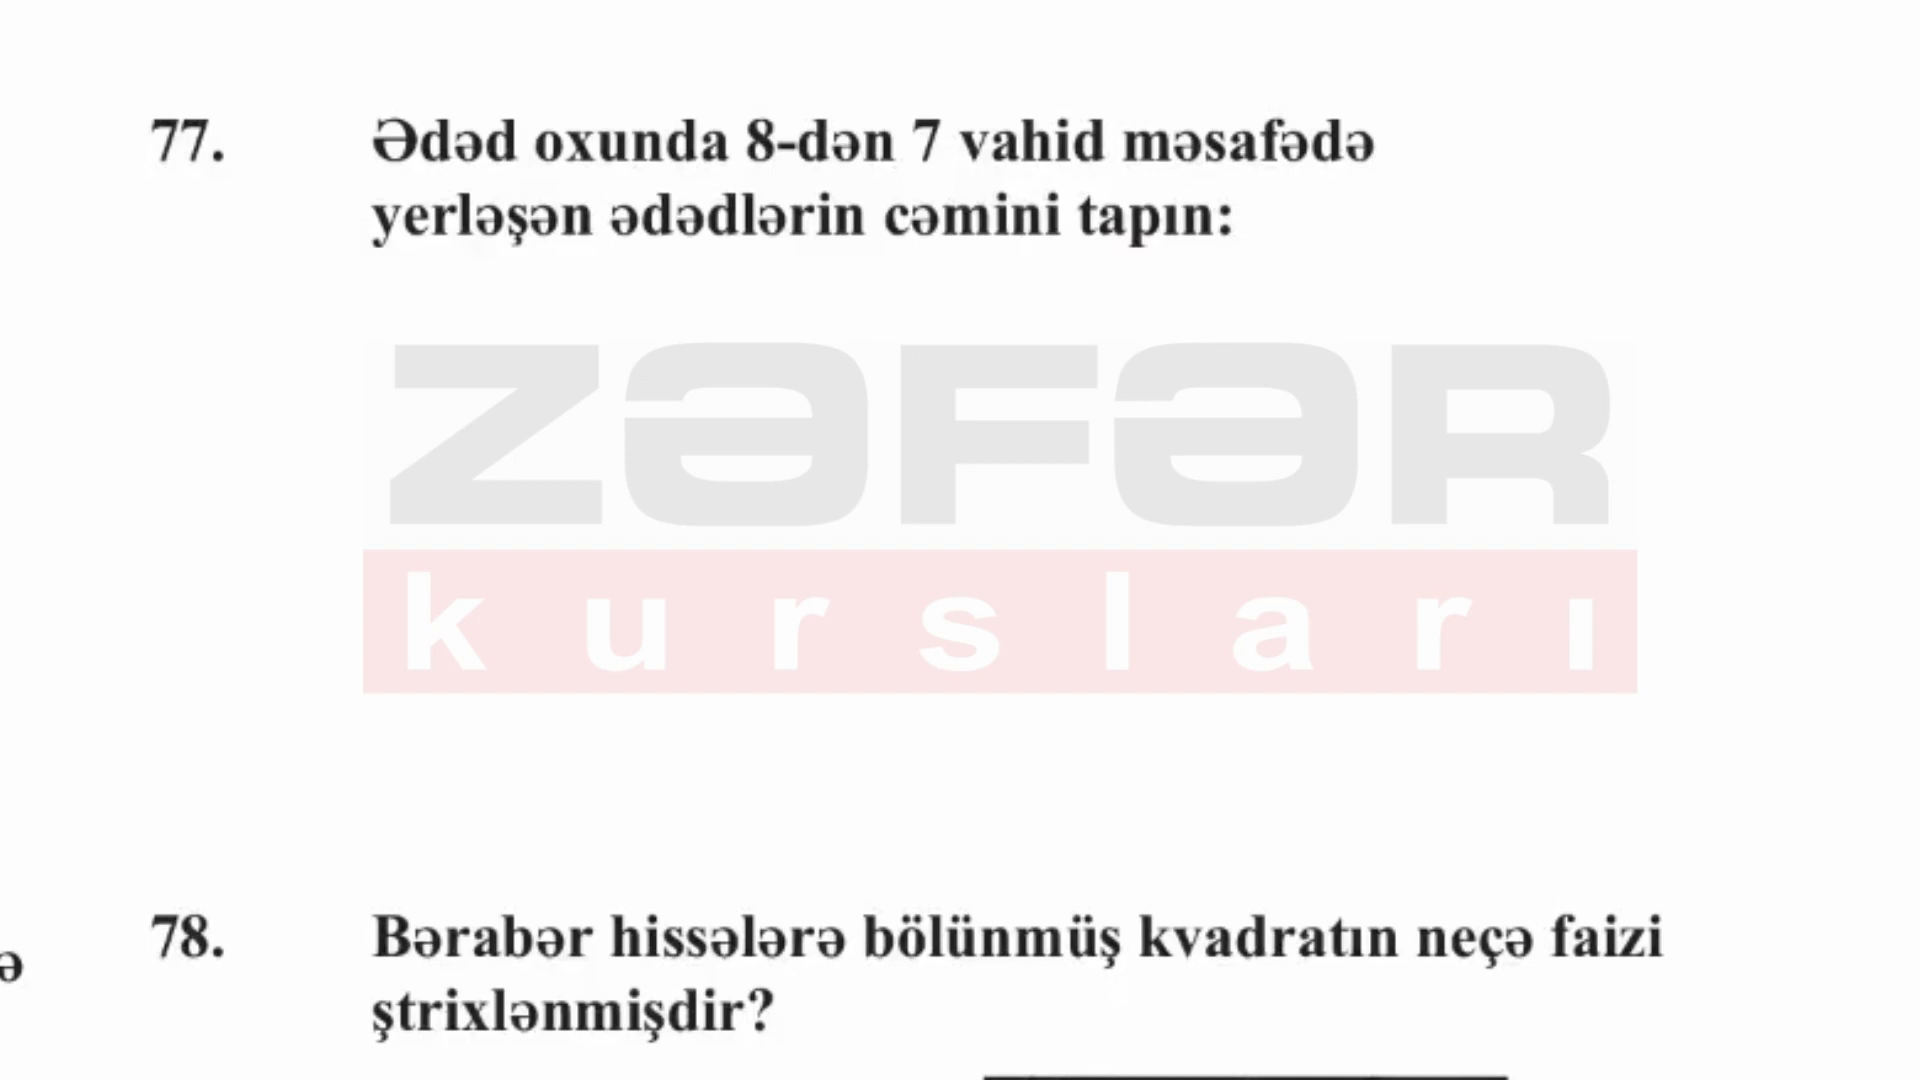 77. Ədəd oxunda 8-dən 7 vahid məsafədə
yerləşən ədədlərin cəmini tapın:
ZƏFƏR
kursları
78. Bərabər hissələrə bölünmüş kvadratın neçə faizi
ə
ştrixlənmişdir?